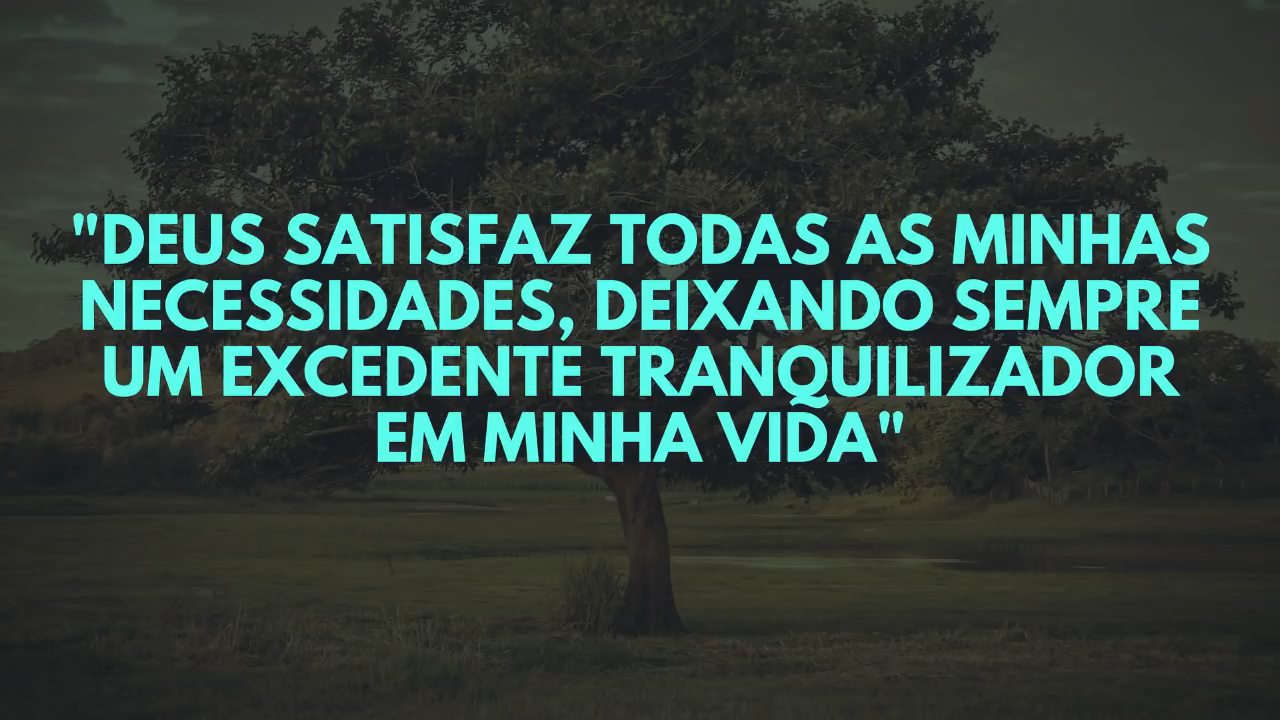 "DEUS SATISFAZ TODAS AS MINHAS
NECESSIDADES, DEIXANDO SEMPRE
UM EXCEDENTE TRANQUILIZADOR
EM MINHA VIDA"